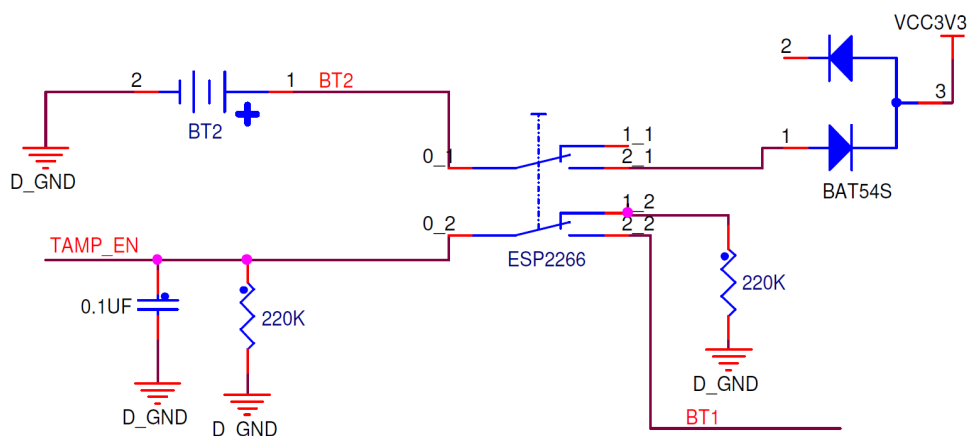 VCC3V3
2
2
1
BT2
3
BT2
1
D_GND
0_1
1_1
2_1
BAT54S
1_2
0_2
2_2
TAMP_EN
ESP2266
0.1UF
220K
220K
D_GND
D_GND
D_GND
BT1